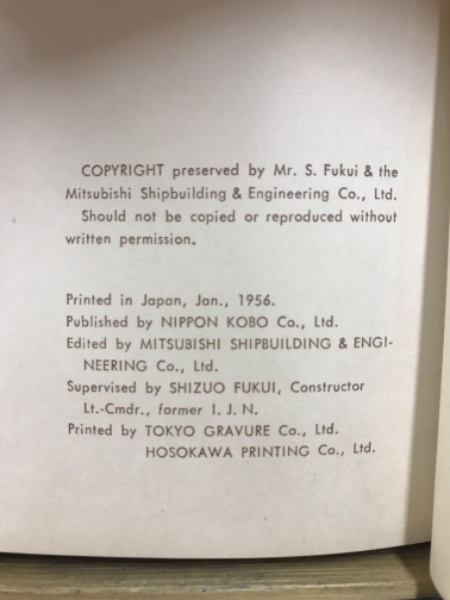 COPYRIGHT preserved by Mr. S. Fukui & the
Mitsubishi Shipbuilding & Engineering Co., Ltd.
Should not be copied or reproduced without
written permission.
Printed in Japan, Jan., 1956.
Published by NIPPON KOBO Co., Ltd.
Edited by MITSUBISHI SHIPBUILDING & ENGI-
NEERING Co., Ltd.
Supervised by SHIZUO FUKUI, Constructor
Lt.-Cmdr., former I. J. N.
Printed by TOKYO GRAVURE Co., Ltd.
HOSOKAWA PRINTING Co., Ltd.